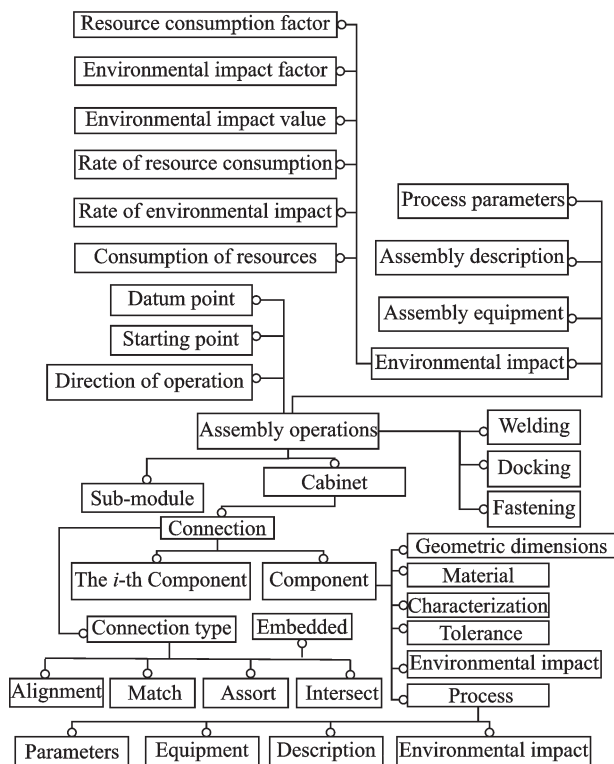 Resource consumption factor
Environmental impact factor
Environmental impact value
Rate of resource consumption
Rate of environmental impact
Consumption of resources
Process parameters
Assembly description
Assembly equipment
Environmental impact
Datum point
Starting point
Direction of operation
Assembly operations
Welding
Docking
Fastening
Sub-module
Cabinet
Connection
The i-th Component
Component
Geometric dimensions
Material
Characterization
Tolerance
Environmental impact
Process
Connection type
Embedded
Alignment
Match
Assort
Intersect
Parameters
Equipment
Description
Environmental impact